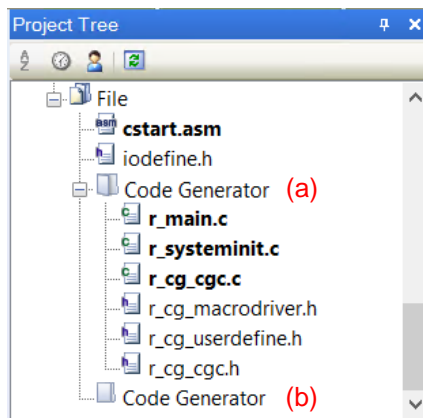 Project Tree
File
cstart.asm
iodefine.h
Code Generator (a)
r_main.c
r_systeminit.c
r_cg_cgc.c
r_cg_macrodriver.h
r_cg_userdefine.h
r_cg_cgc.h
Code Generator (b)